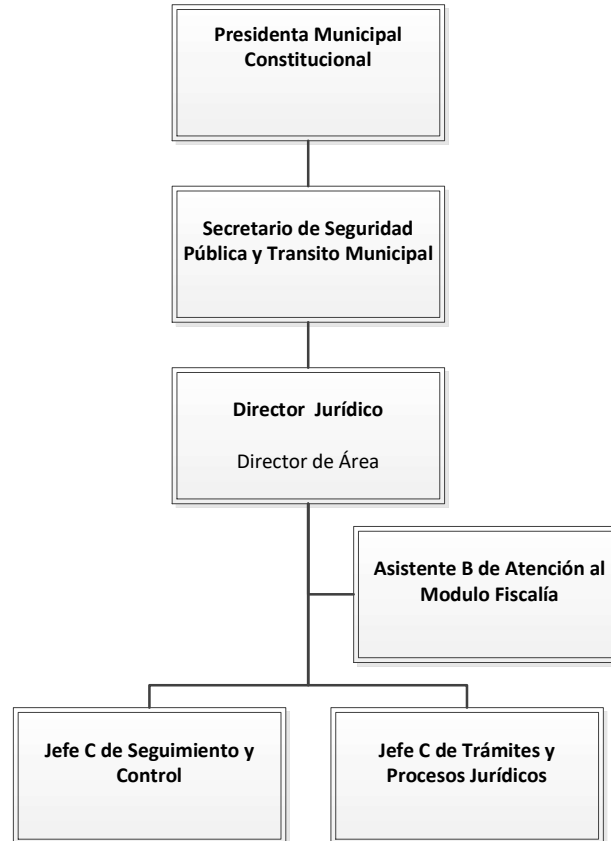 Presidenta Municipal
Constitucional
Secretario de Seguridad
Pública y Transito Municipal
Director Jurídico
Director de Área
Asistente B de Atención al
Modulo Fiscalía
Jefe C de Seguimiento y
Control
Jefe C de Trámites y
Procesos Jurídicos